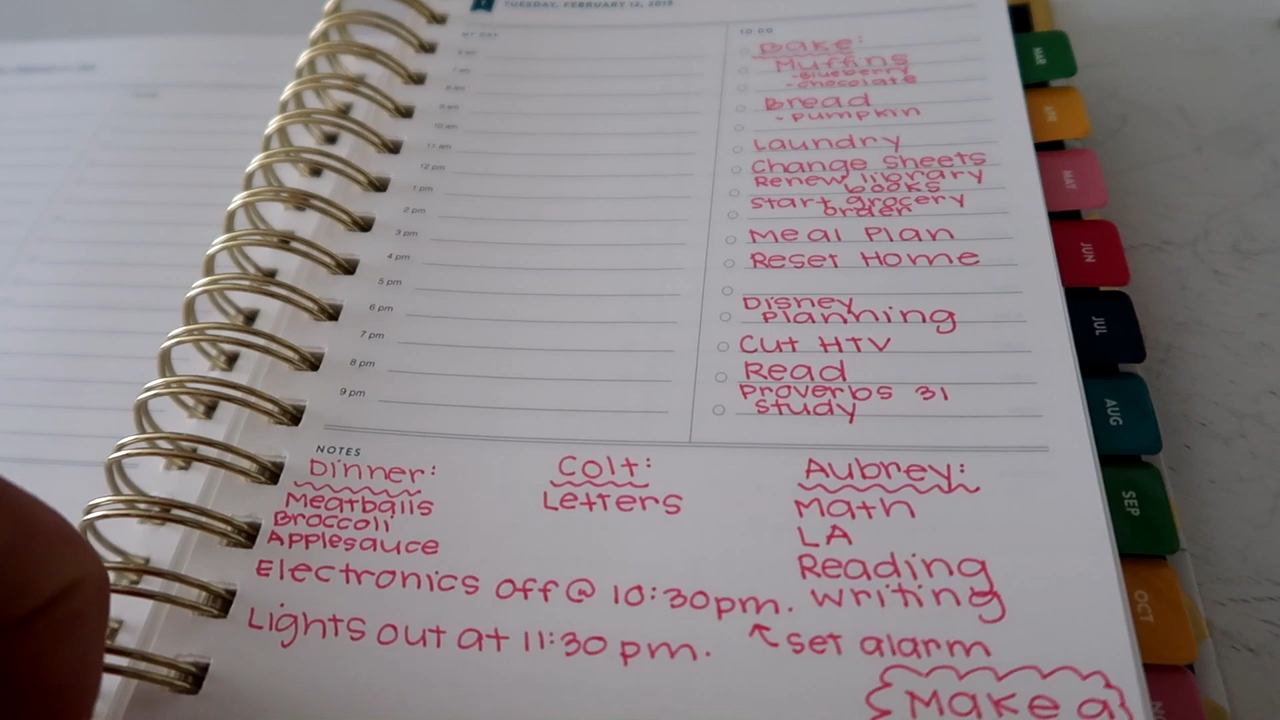 TUESDAY, FEBRUARY 12, 2019
MY DAY
7 am
8 am
9 am
10 am
11 am
12 pm
1 pm
2 pm
3 pm
4 pm
5 pm
6 pm
7 pm
8 pm
9 pm
TO DO
Bake:
Muffins
- Blueberry
- chocolate
Bread
- pumpkin
Laundry
Change Sheets
Renew library
books
Start grocery
order
Meal Plan
Reset Home
Disney
Planning
Cut HTV
Read
Proverbs 31
Study
NOTES
Dinner:
Meatballs
Broccoli
Applesauce
Colt:
Letters
Aubrey:
Math
LA
Reading
Writing
Electronics off @ 10:30pm.
Lights out at 11:30 pm.
set alarm
Make a
MAR
APR
MAY
JUN
JUL
AUG
SEP
OCT